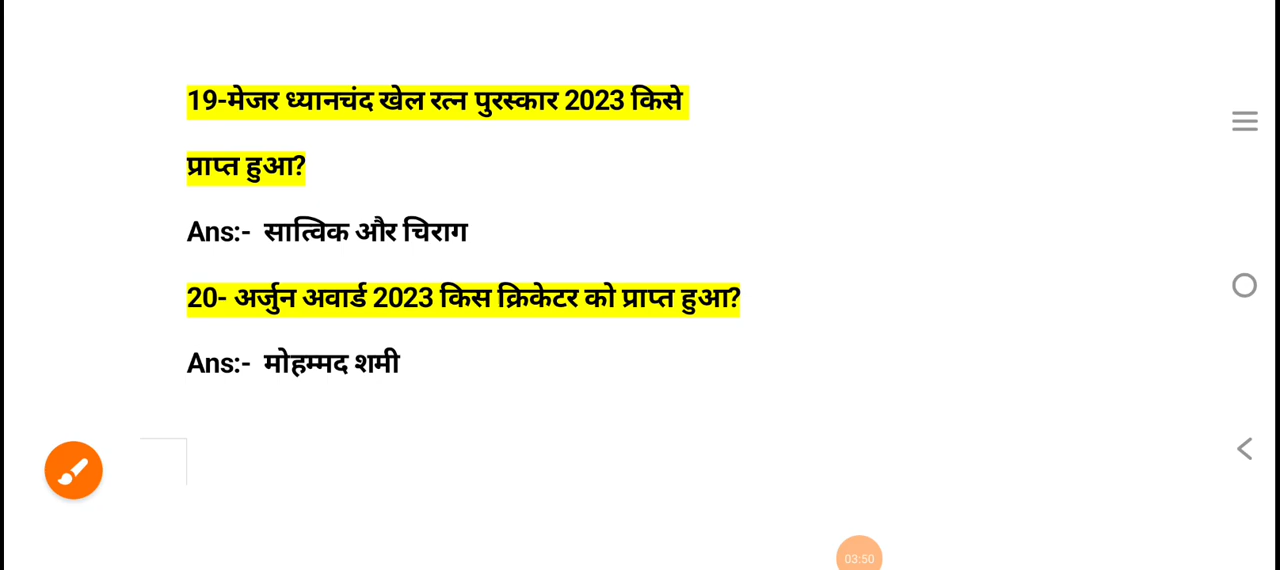 19-मेजर ध्यानचंद खेल रत्न पुरस्कार 2023 किसे
प्राप्त हुआ?
Ans:- सात्विक और चिराग
20- अर्जुन अवार्ड 2023 किस क्रिकेटर को प्राप्त हुआ?
Ans:- मोहम्मद शमी
03:50